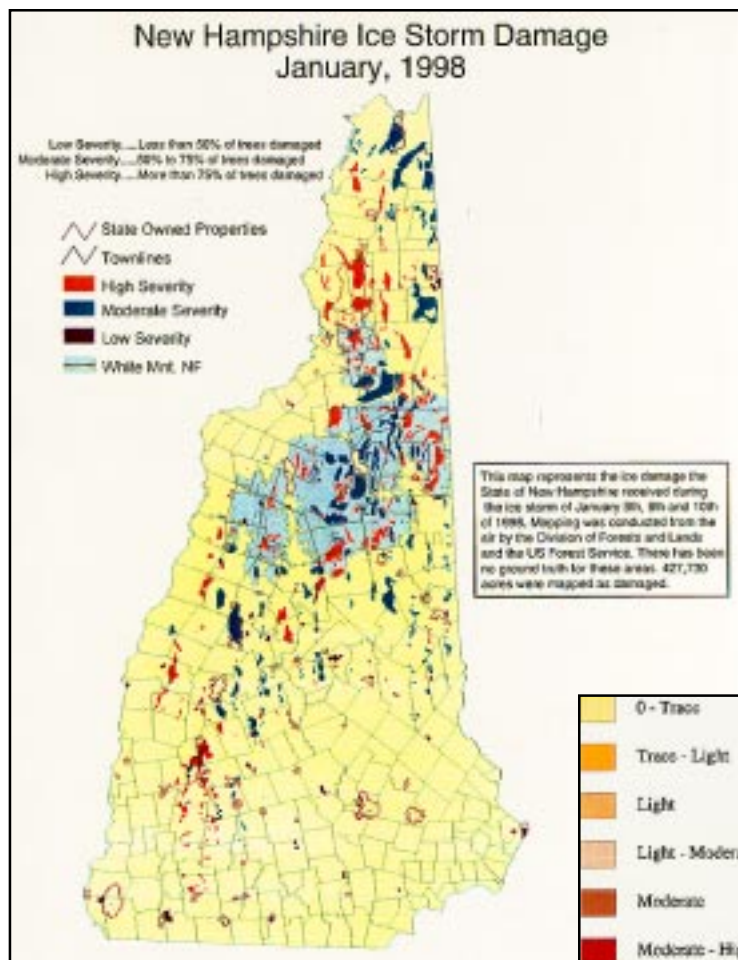 New Hampshire Ice Storm Damage
January, 1998
Low Severity.....Less than 50% of trees damaged
Moderate Severity.....50% to 75% of trees damaged
High Severity.....More than 75% of trees damaged
State Owned Properties
Townlines
High Severity
Moderate Severity
Low Severity
White Mnt. NF
This map represents the ice damage the
State of New Hampshire received during
the ice storm of January 9th, 9th and 10th
of 1998. Mapping was conducted from the
air by the Division of Forests and Lands
and the US Forest Service. There has been
no ground truth for these areas. 427,730
acres were mapped as damaged.
0 - Trace
Trace - Light
Light
Light - Modera
Moderate
Moderate - Hig